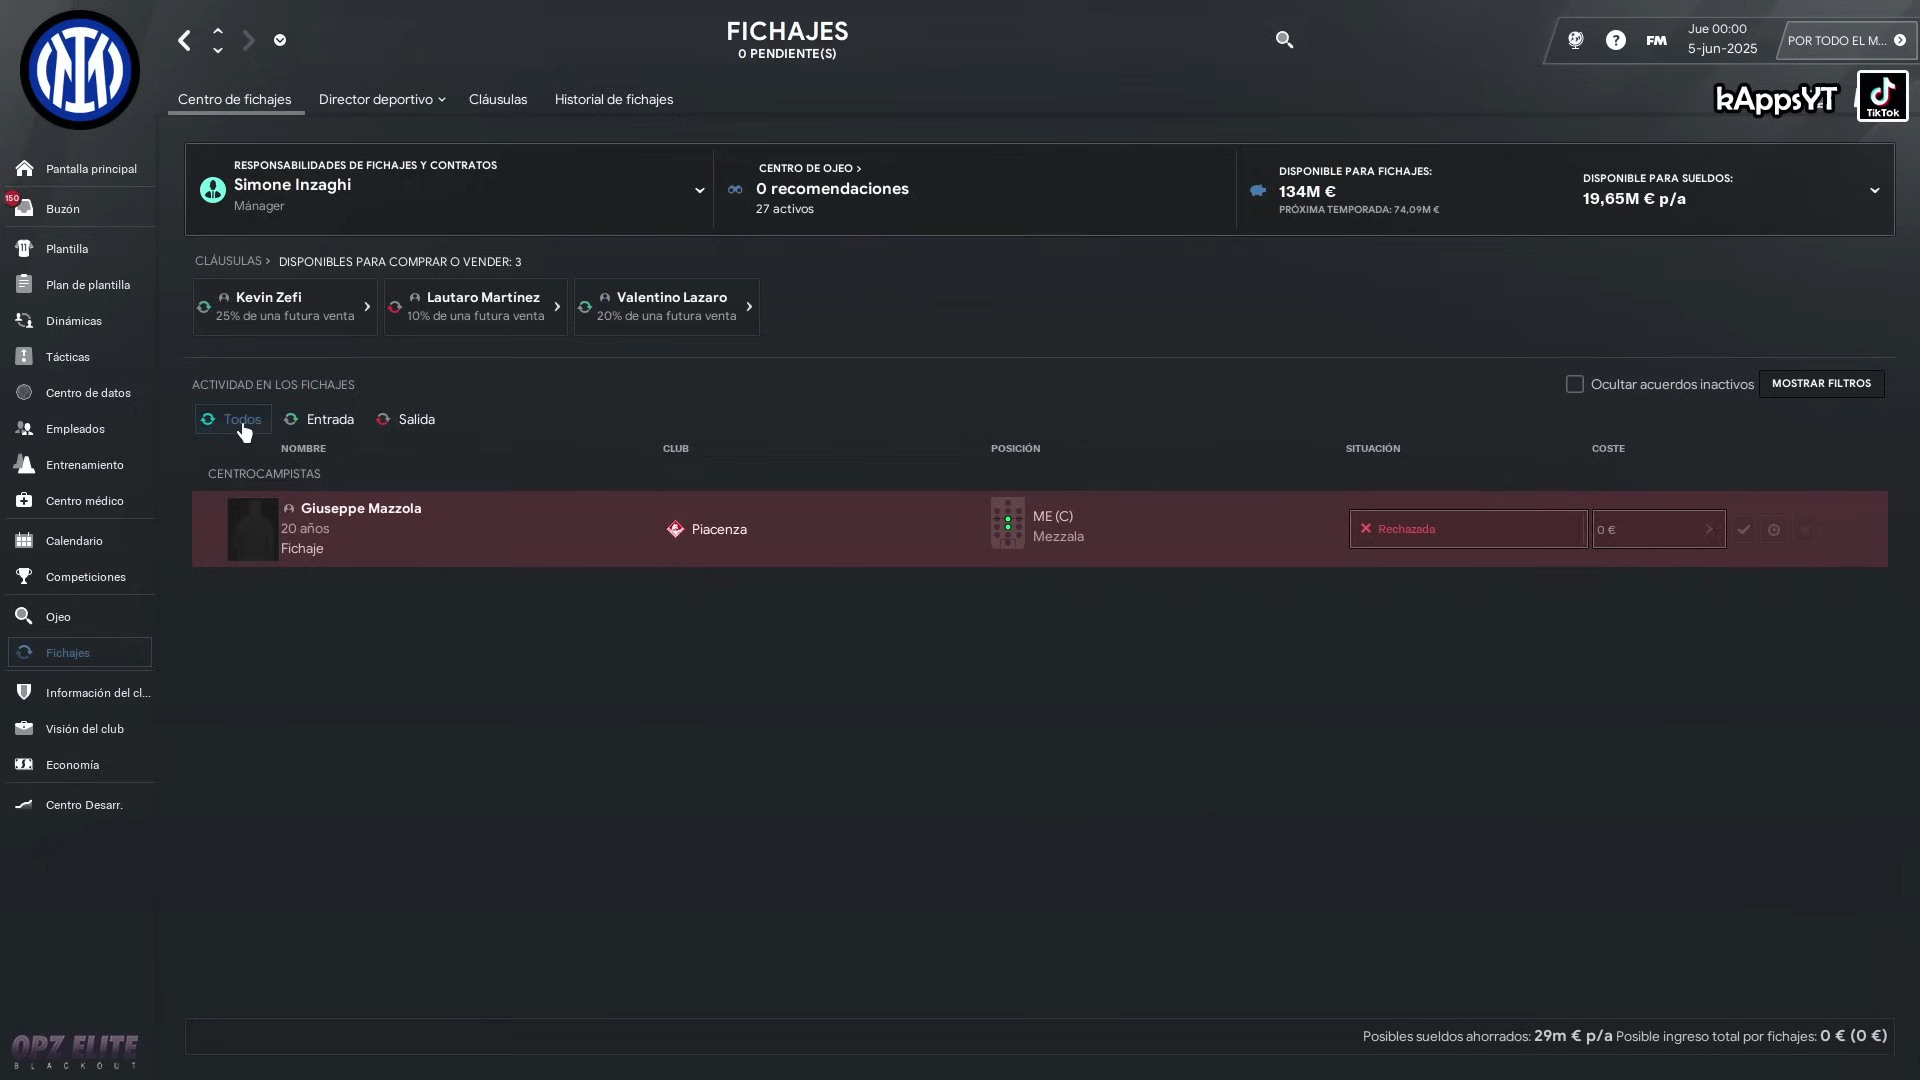 FICHAJES
0 PENDIENTE(S)
FM
Jue 00:00
5-jun-2025
POR TODO EL M...
Centro de fichajes
Director deportivo
Cláusulas
Historial de fichajes
kAppsYT
TikTok
150
Pantalla principal
Buzón
Plantilla
Plan de plantilla
Dinámicas
Tácticas
Centro de datos
Empleados
Entrenamiento
Centro médico
Calendario
Competiciones
Ojeo
Fichajes
Información del cl...
Visión del club
Economía
Centro Desarr.
OPZ ELITE
BLACKOUT
RESPONSABILIDADES DE FICHAJES Y CONTRATOS
Simone Inzaghi
Mánager
CENTRO DE OJEO >
0 recomendaciones
27 activos
DISPONIBLE PARA FICHAJES:
134M €
PRÓXIMA TEMPORADA: 74,09M €
DISPONIBLE PARA SUELDOS:
19,65M € p/a
CLÁUSULAS > DISPONIBLES PARA COMPRAR O VENDER: 3
Kevin Zefi
25% de una futura venta
Lautaro Martínez
10% de una futura venta
Valentino Lazaro
20% de una futura venta
ACTIVIDAD EN LOS FICHAJES
Ocultar acuerdos inactivos
MOSTRAR FILTROS
Todos
Entrada
Salida
NOMBRE
CLUB
POSICIÓN
SITUACIÓN
COSTE
CENTROCAMPISTAS
Giuseppe Mazzola
20 años
Fichaje
Piacenza
ME (C)
Mezzala
Rechazada
0 €
Posibles sueldos ahorrados: 29m € p/a Posible ingreso total por fichajes: 0 € (0 €)